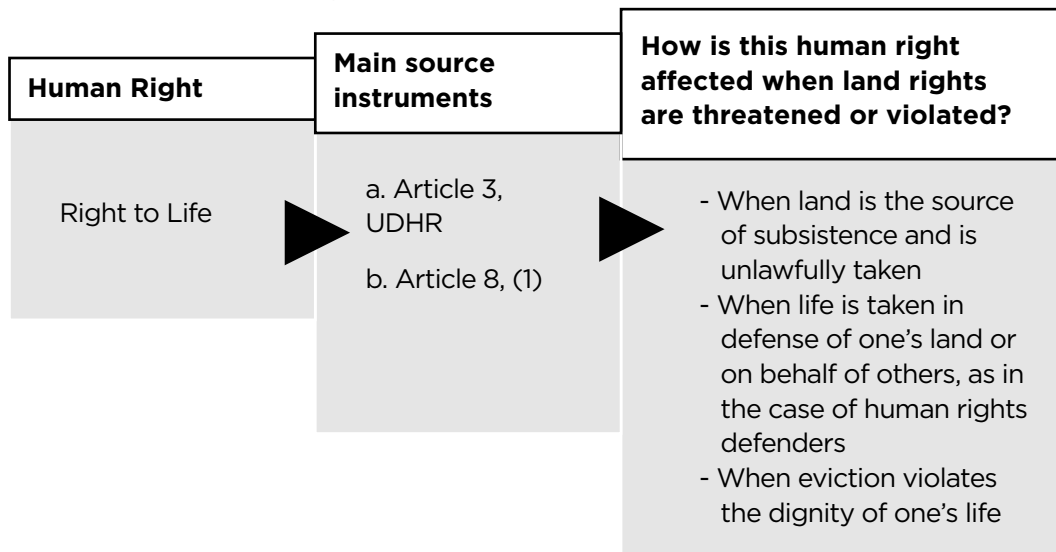 Human Right
Main source
instruments
How is this human right
affected when land rights
are threatened or violated?
Right to Life
a. Article 3,
UDHR
b. Article 8, (1)
- When land is the source
of subsistence and is
unlawfully taken
- When life is taken in
defense of one’s land or
on behalf of others, as in
the case of human rights
defenders
- When eviction violates
the dignity of one’s life